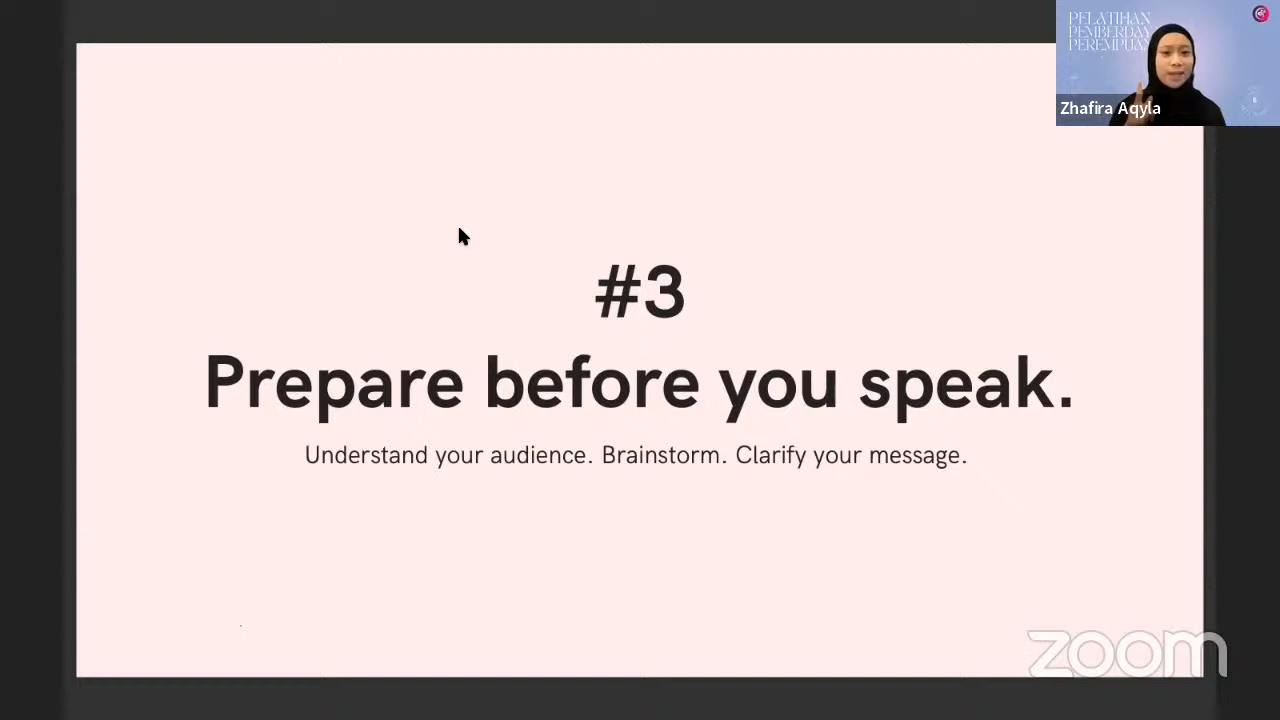 PELATIHAN
PEMBERDAY
PEREMPUAN
Zhafira Aqyla
#3
Prepare before you speak.
Understand your audience. Brainstorm. Clarify your message.
zoom